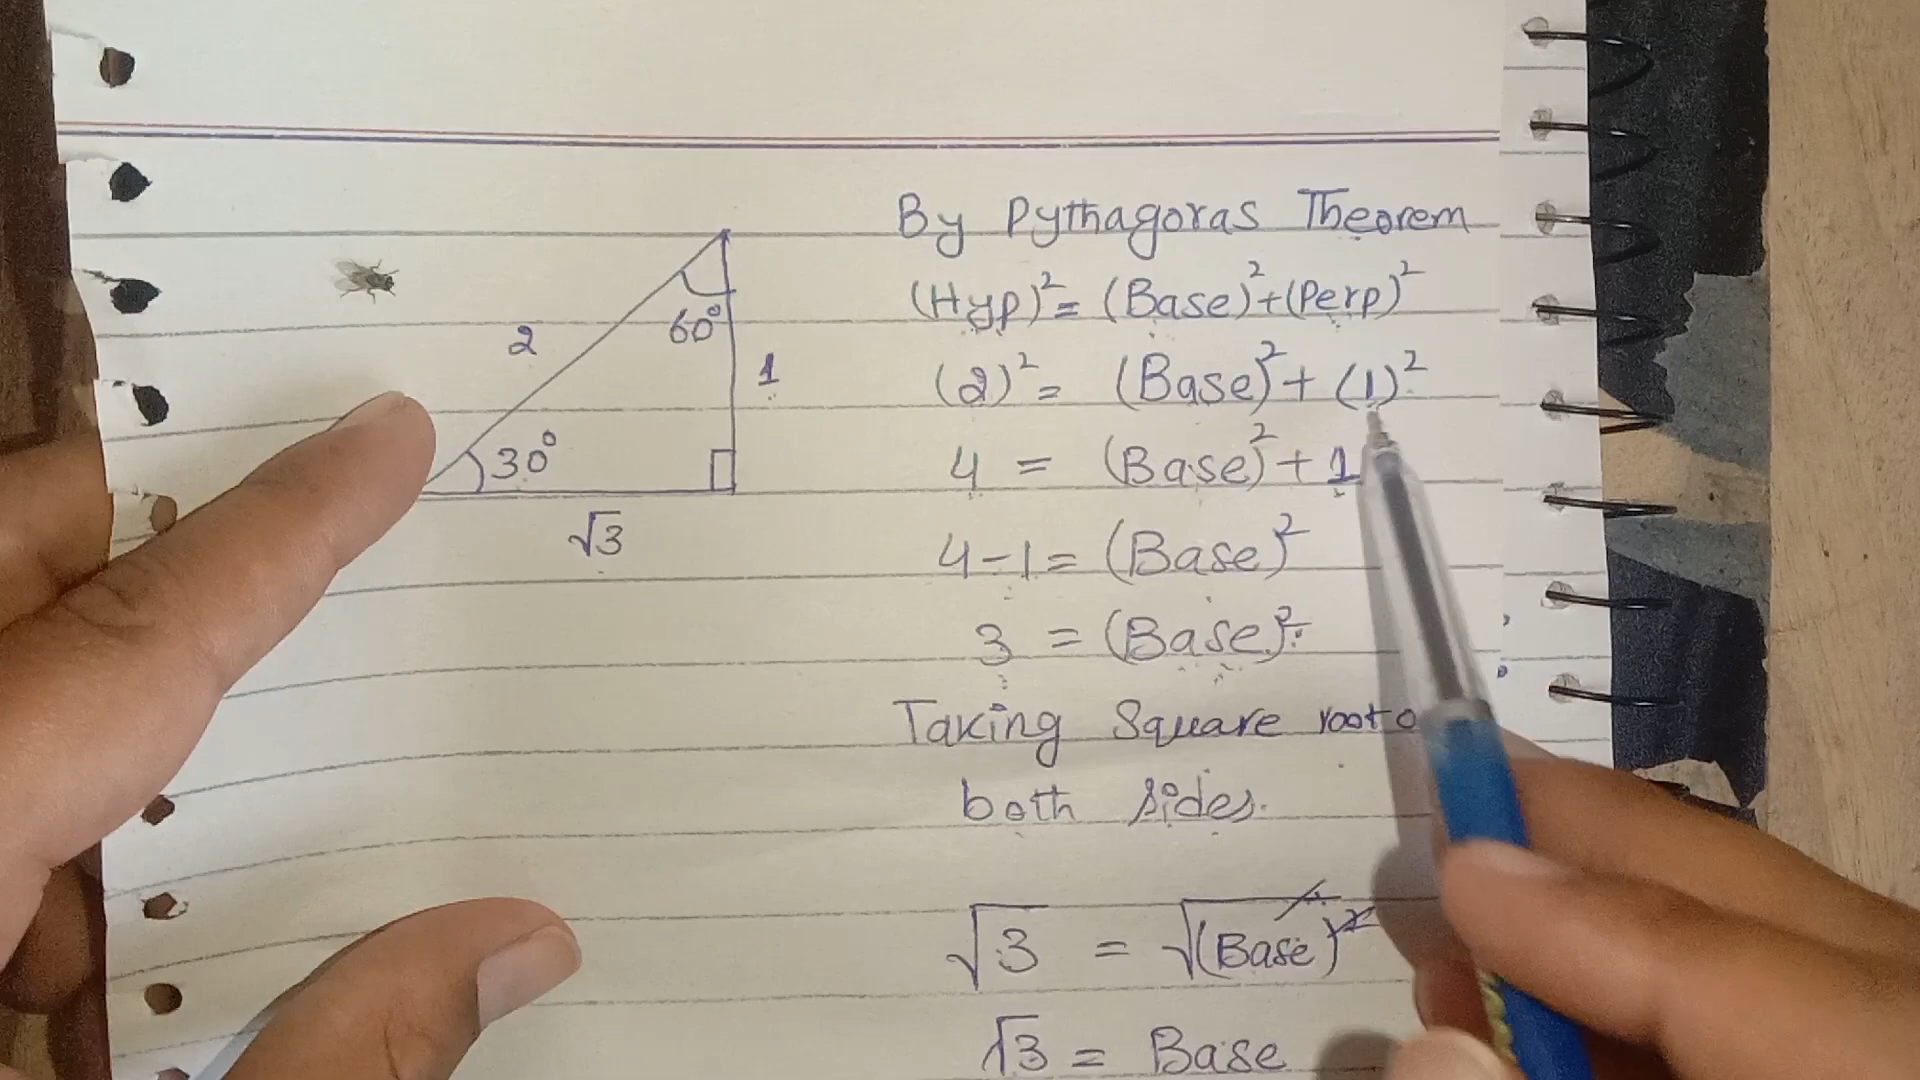 By Pythagoras Theorem
(Hyp)² = (Base)² + (Perp)²
(2)² = (Base)² + (1)²
4 = (Base)² + 1
4 - 1 = (Base)²
3 = (Base)²
Taking Square root
both sides.
√3 = √(Base)²
√3 = Base
60°
2
1
30°
√3